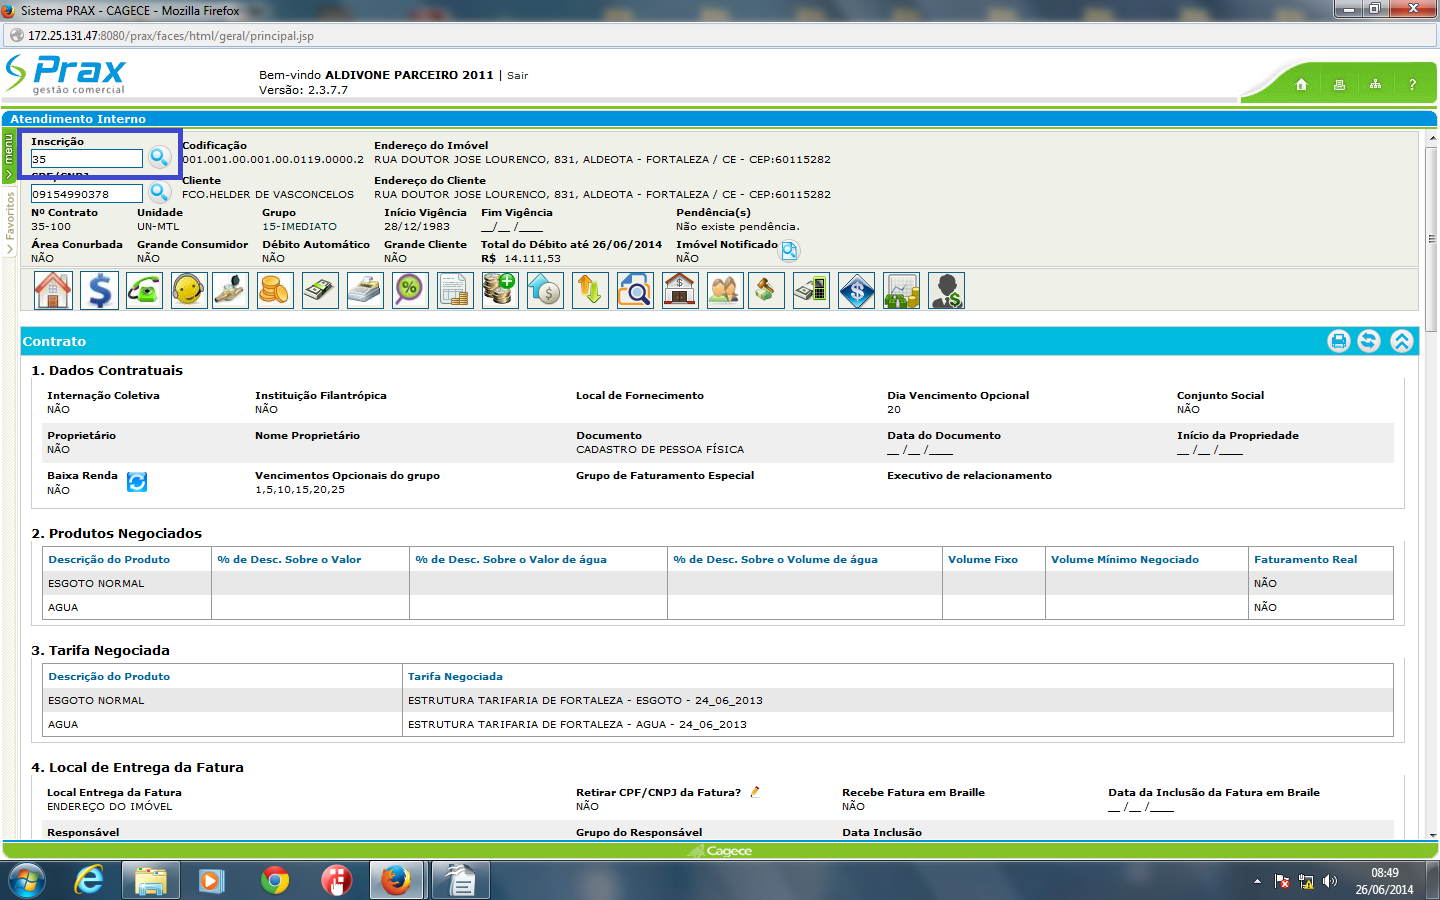 Sistema PRAX - CAGECE - Mozilla Firefox
172.25.131.47:8080/prax/faces/html/geral/principal.jsp
Prax
gestão comercial
Bem-vindo ALDIVONE PARCEIRO 2011 | Sair
Versão: 2.3.7.7
?
Atendimento Interno
menu
Favoritos
Inscrição Codificação Endereço do Imóvel
35 001.001.00.001.00.0119.0000.2 RUA DOUTOR JOSE LOURENCO, 831, ALDEOTA - FORTALEZA / CE - CEP:60115282
CPF/CNPJ Cliente Endereço do Cliente
09154990378 FCO.HELDER DE VASCONCELOS RUA DOUTOR JOSE LOURENCO, 831, ALDEOTA - FORTALEZA / CE - CEP:60115282
Nº Contrato Unidade Grupo Início Vigência Fim Vigência Pendência(s)
35-100 UN-MTL 15-IMEDIATO 28/12/1983 __/__ /____ Não existe pendência.
Área Conurbada Grande Consumidor Débito Automático Grande Cliente Total do Débito até 26/06/2014 Imóvel Notificado
NÃO NÃO NÃO NÃO R$ 14.111,53 NÃO
Contrato
1. Dados Contratuais
Internação Coletiva Instituição Filantrópica Local de Fornecimento Dia Vencimento Opcional Conjunto Social
NÃO NÃO 20 NÃO
Proprietário Nome Proprietário Documento Data do Documento Início da Propriedade
NÃO CADASTRO DE PESSOA FÍSICA __ /__ /____ __ /__ /____
Baixa Renda Vencimentos Opcionais do grupo Grupo de Faturamento Especial Executivo de relacionamento
NÃO 1,5,10,15,20,25
2. Produtos Negociados
Descrição do Produto % de Desc. Sobre o Valor % de Desc. Sobre o Valor de água % de Desc. Sobre o Volume de água Volume Fixo Volume Mínimo Negociado Faturamento Real
ESGOTO NORMAL NÃO
AGUA NÃO
3. Tarifa Negociada
Descrição do Produto Tarifa Negociada
ESGOTO NORMAL ESTRUTURA TARIFARIA DE FORTALEZA - ESGOTO - 24_06_2013
AGUA ESTRUTURA TARIFARIA DE FORTALEZA - AGUA - 24_06_2013
4. Local de Entrega da Fatura
Local Entrega da Fatura Retirar CPF/CNPJ da Fatura? Recebe Fatura em Braille Data da Inclusão da Fatura em Braile
ENDEREÇO DO IMÓVEL NÃO NÃO __ /__ /____
Responsável Grupo do Responsável Data Inclusão
Cagece
08:49
26/06/2014